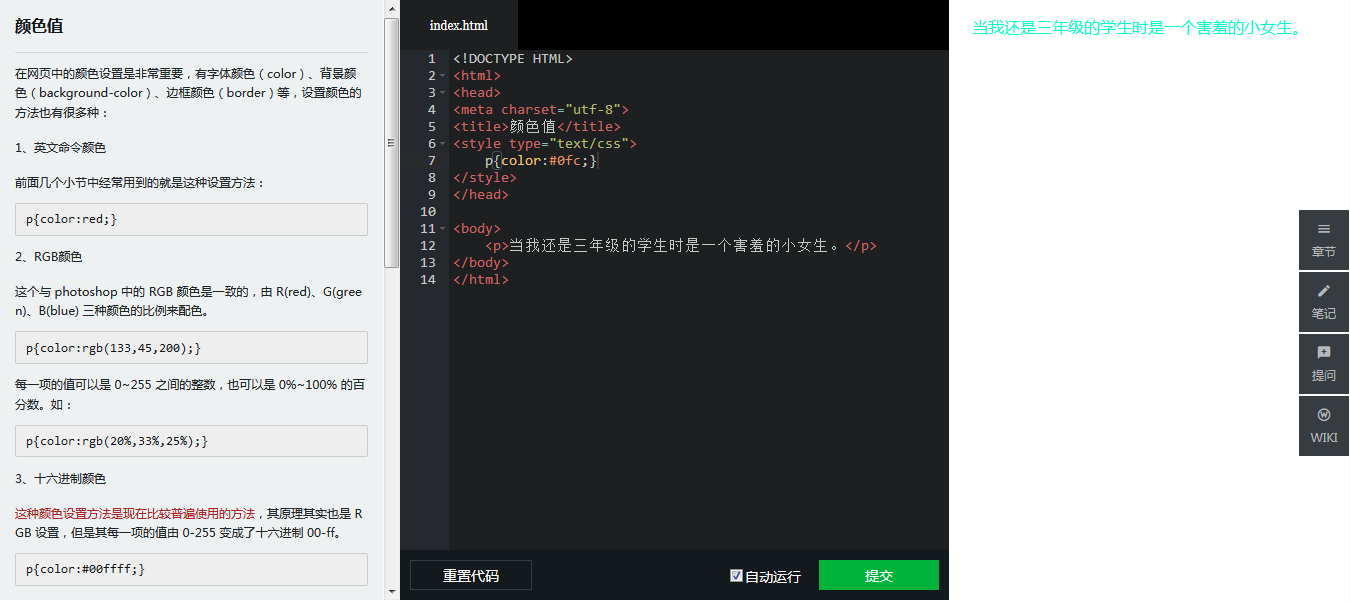 颜色值
在网页中的颜色设置是非常重要，有字体颜色（color）、背景颜
色（background-color）、边框颜色（border）等，设置颜色的
方法也有很多种：
1、英文命令颜色
前面几个小节中经常用到的就是这种设置方法：
p{color:red;}
2、RGB颜色
这个与 photoshop 中的 RGB 颜色是一致的，由 R(red)、G(gree
n)、B(blue) 三种颜色的比例来配色。
p{color:rgb(133,45,200);}
每一项的值可以是 0~255 之间的整数，也可以是 0%~100% 的百
分数。如：
p{color:rgb(20%,33%,25%);}
3、十六进制颜色
这种颜色设置方法是现在比较普遍使用的方法，其原理其实也是 R
GB 设置，但是其每一项的值由 0-255 变成了十六进制 00-ff。
p{color:#00ffff;}
index.html
1 <!DOCTYPE HTML>
2 <html>
3 <head>
4 <meta charset="utf-8">
5 <title>颜色值</title>
6 <style type="text/css">
7 p{color:#0fc;}
8 </style>
9 </head>
10
11 <body>
12 <p>当我还是三年级的学生时是一个害羞的小女生。</p>
13 </body>
14 </html>
重置代码
自动运行
提交
当我还是三年级的学生时是一个害羞的小女生。
章节
笔记
提问
WIKI